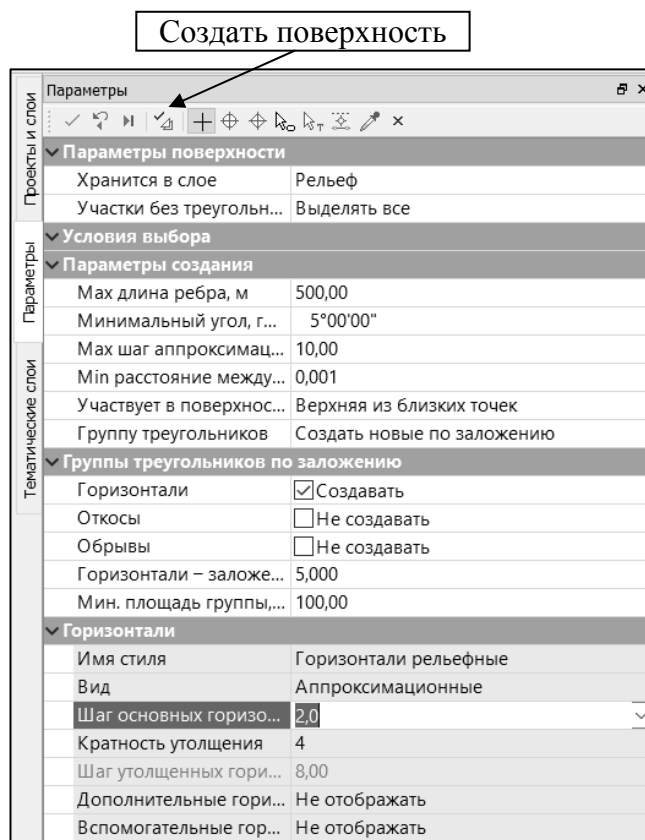 Создать поверхность
Параметры
Проекты и слои
Параметры
Тематические слои
Параметры поверхности
Хранится в слое Рельеф
Участки без треугольн... Выделять все
Условия выбора
Параметры создания
Max длина ребра, м 500,00
Минимальный угол, г... 5°00'00"
Max шаг аппроксимац... 10,00
Min расстояние между... 0,001
Участвует в поверхнос... Верхняя из близких точек
Группу треугольников Создать новые по заложению
Группы треугольников по заложению
Горизонтали Создавать
Откосы Не создавать
Обрывы Не создавать
Горизонтали – заложе... 5,000
Мин. площадь группы,... 100,00
Горизонтали
Имя стиля Горизонтали рельефные
Вид Аппроксимационные
Шаг основных горизо... 2,0
Кратность утолщения 4
Шаг утолщенных гори... 8,00
Дополнительные гори... Не отображать
Вспомогательные гор... Не отображать